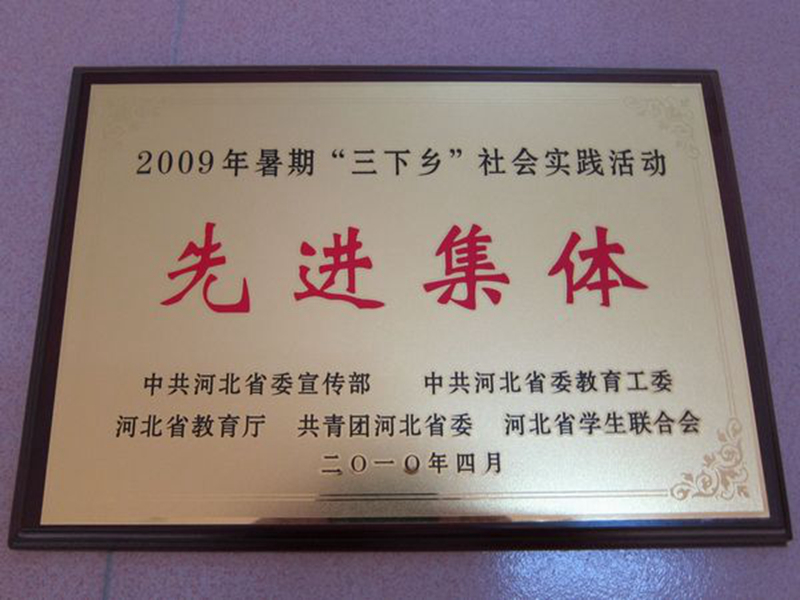 2009年暑期“三下乡”社会实践活动
先进集体
中共河北省委宣传部 中共河北省委教育工委
河北省教育厅 共青团河北省委 河北省学生联合会
二〇一〇年四月